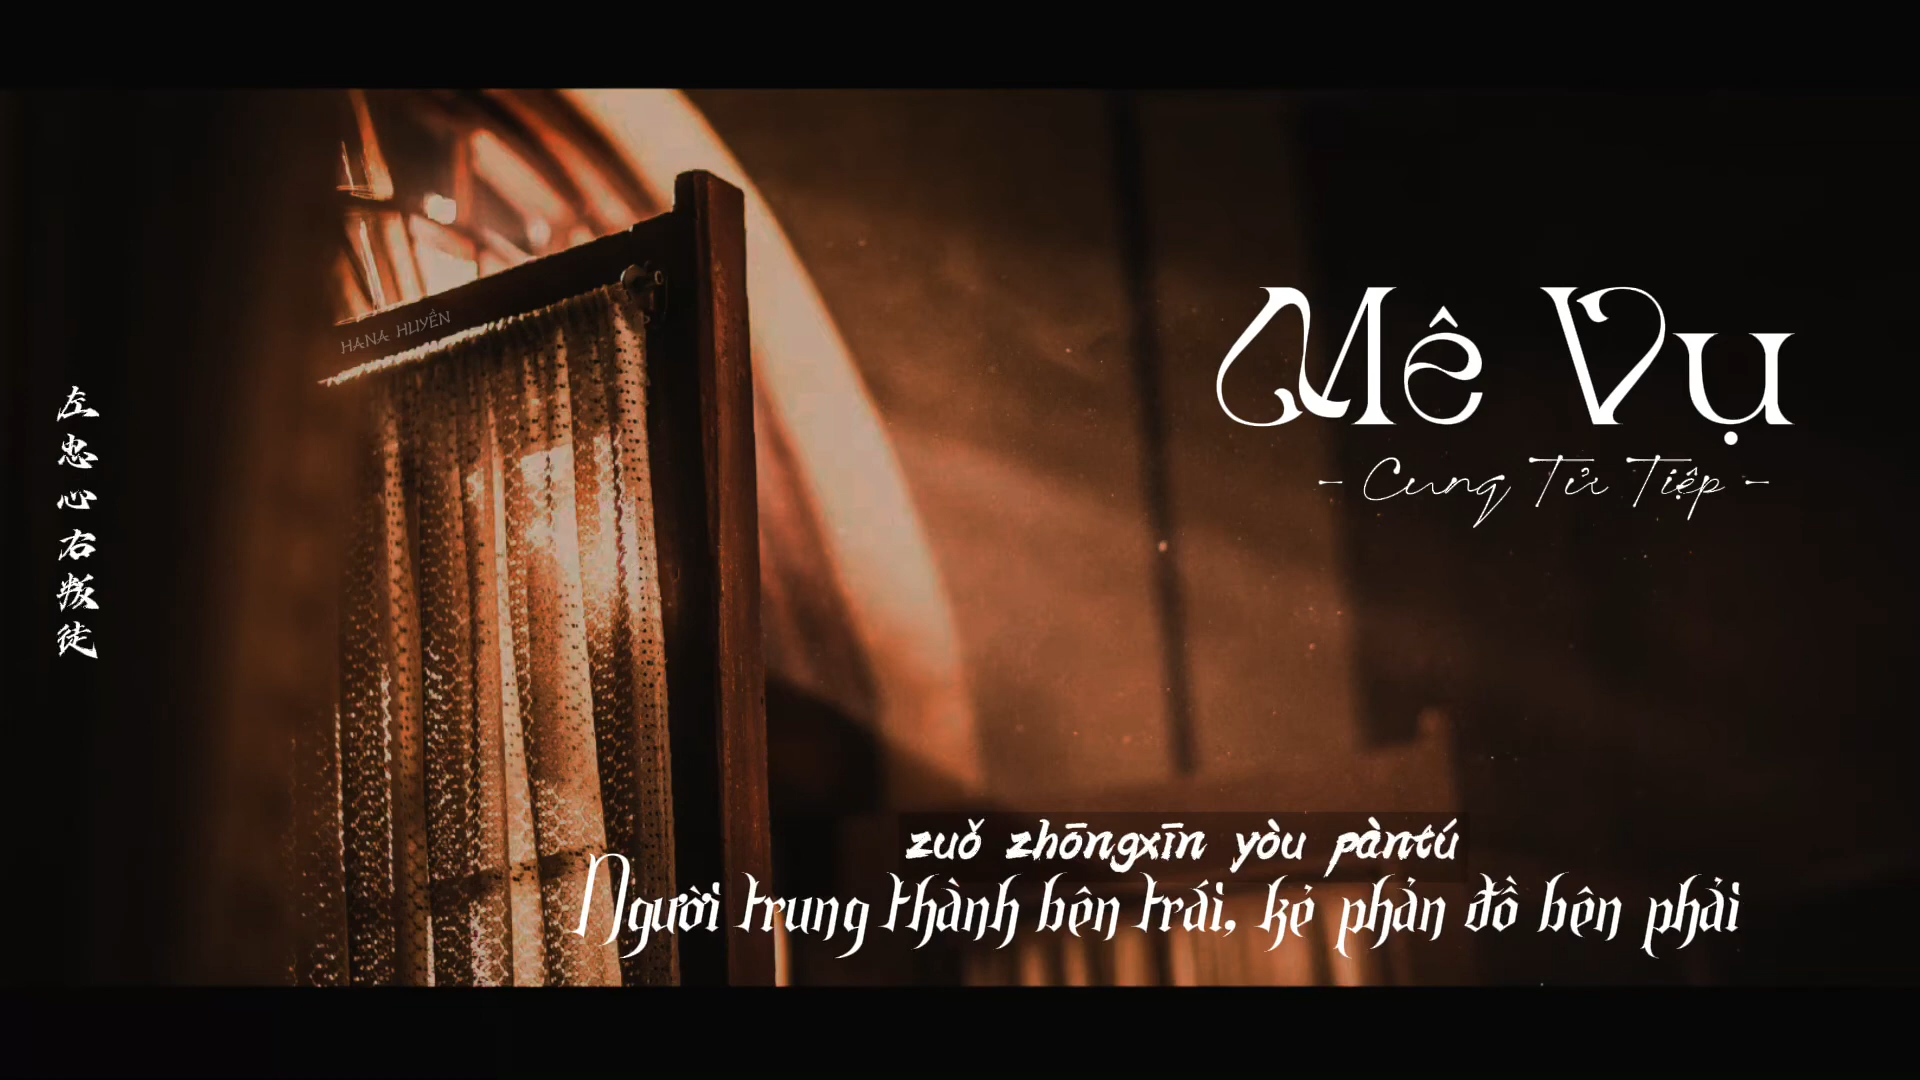 HANA HUYỀN
Mê Vụ
- Cung Tử Tiệp -
左忠心右叛徒
zuǒ zhōngxīn yòu pàntú
Người trung thành bên trái, kẻ phản đồ bên phải